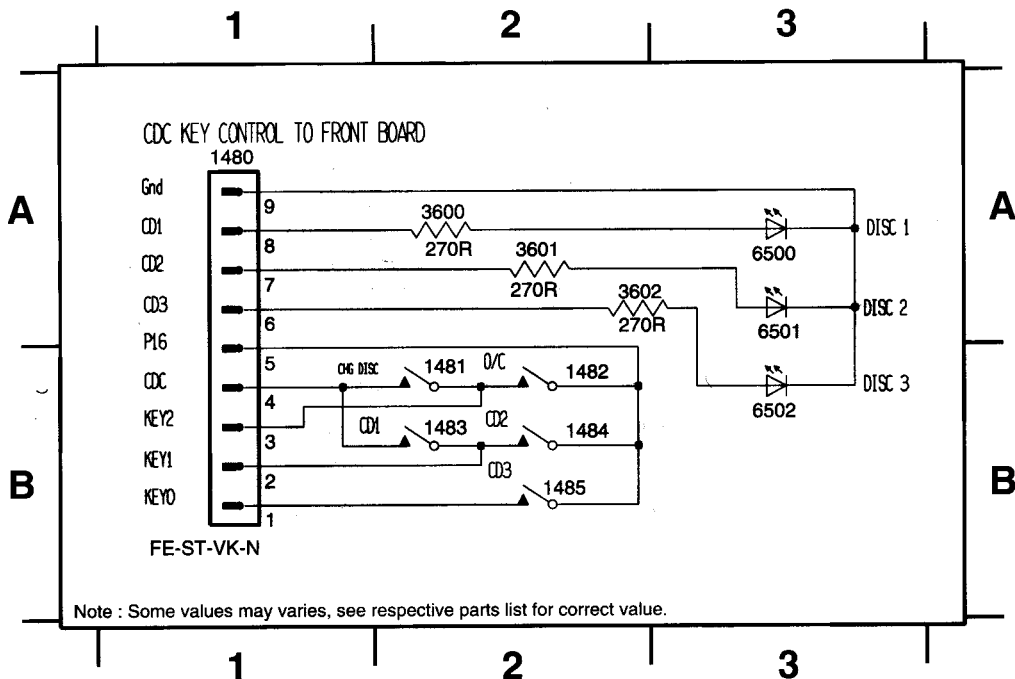 1 2 3
CDC KEY CONTROL TO FRONT BOARD
1480
A A
Gnd 9
CD1 8 3600 270R 6500 DISC 1
CD2 7 3601 270R 6501 DISC 2
CD3 6 3602 270R 6502 DISC 3
P16 5
CDC 4 CHG DISC 1481 O/C 1482
KEY2 3 CD1 1483 CD2 1484
KEY1 2 CD3 1485
KEY0 1
B B
FE-ST-VK-N
Note : Some values may varies, see respective parts list for correct value.
1 2 3